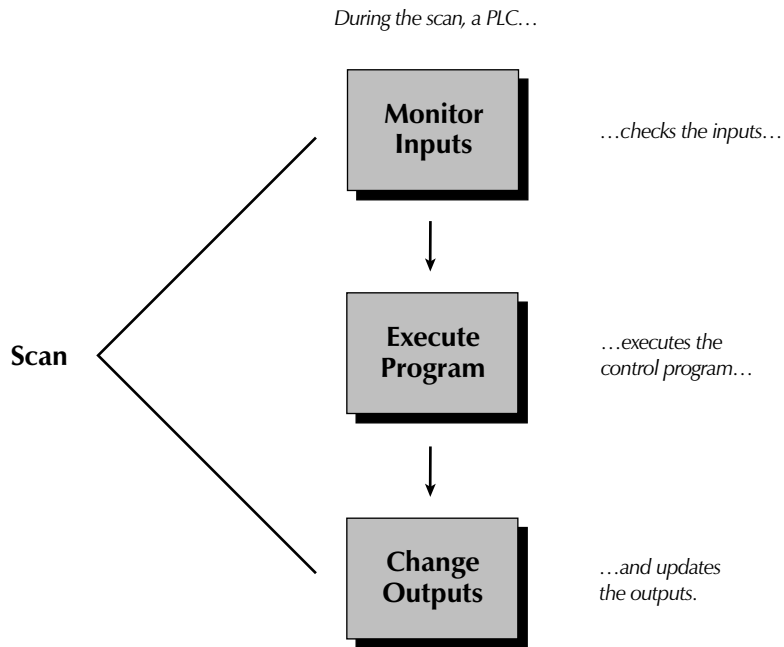 During the scan, a PLC…
Monitor
Inputs
…checks the inputs…
Scan
Execute
Program
…executes the
control program…
Change
Outputs
…and updates
the outputs.